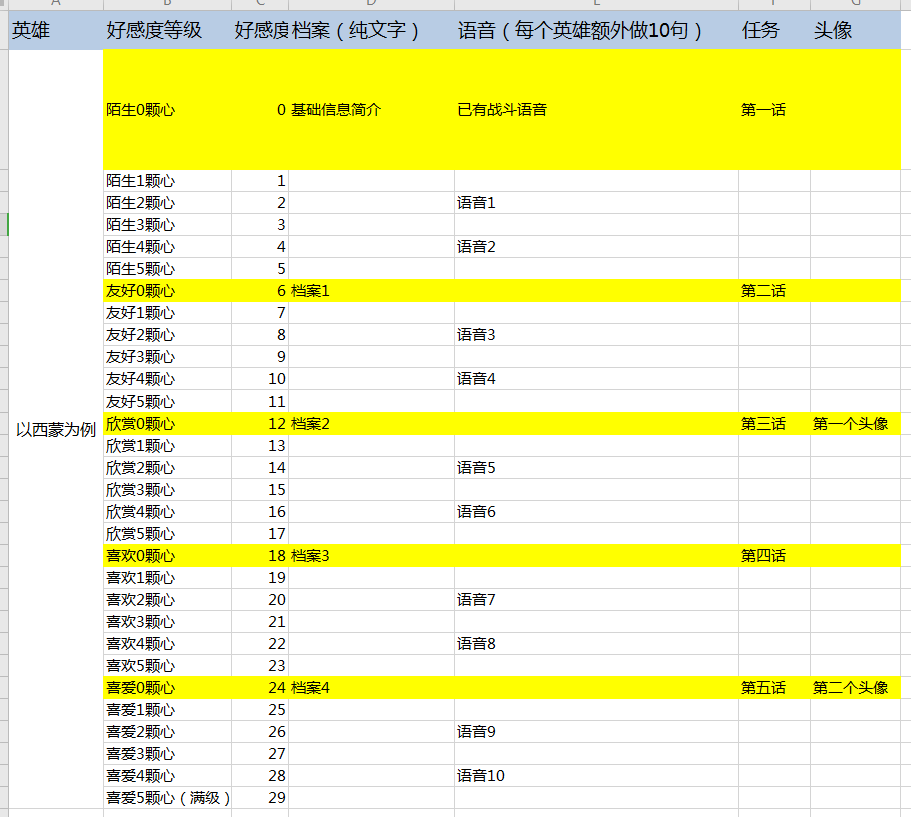 英雄 好感度等级 好感度 档案（纯文字） 语音（每个英雄额外做10句） 任务 头像
陌生0颗心 0 基础信息简介 已有战斗语音 第一话
陌生1颗心 1
陌生2颗心 2 语音1
陌生3颗心 3
陌生4颗心 4 语音2
陌生5颗心 5
友好0颗心 6 档案1 第二话
友好1颗心 7
友好2颗心 8 语音3
友好3颗心 9
友好4颗心 10 语音4
友好5颗心 11
以西蒙为例 欣赏0颗心 12 档案2 第三话 第一个头像
欣赏1颗心 13
欣赏2颗心 14 语音5
欣赏3颗心 15
欣赏4颗心 16 语音6
欣赏5颗心 17
喜欢0颗心 18 档案3 第四话
喜欢1颗心 19
喜欢2颗心 20 语音7
喜欢3颗心 21
喜欢4颗心 22 语音8
喜欢5颗心 23
喜爱0颗心 24 档案4 第五话 第二个头像
喜爱1颗心 25
喜爱2颗心 26 语音9
喜爱3颗心 27
喜爱4颗心 28 语音10
喜爱5颗心（满级） 29